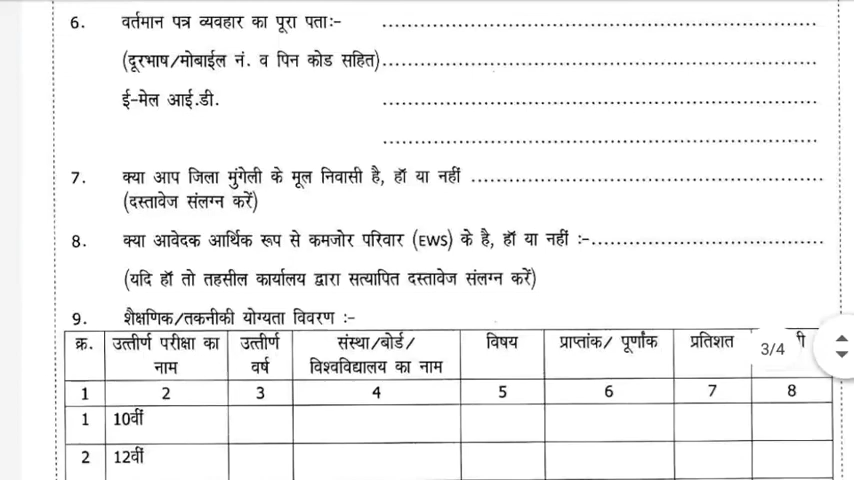 6. वर्तमान पत्र व्यवहार का पूरा पता:- ................................................
(दूरभाष/मोबाईल नं. व पिन कोड सहित)................................................
ई-मेल आई.डी. ................................................
................................................
7. क्या आप जिला मुंगेली के मूल निवासी है, हॉ या नहीं ................................................
(दस्तावेज संलग्न करें)
8. क्या आवेदक आर्थिक रूप से कमजोर परिवार (EWS) के है, हॉ या नहीं :-................................
(यदि हॉ तो तहसील कार्यालय द्वारा सत्यापित दस्तावेज संलग्न करें)
9. शैक्षणिक/तकनीकी योग्यता विवरण :-
क्र. उत्तीर्ण परीक्षा का उत्तीर्ण संस्था/बोर्ड/ विषय प्राप्तांक/ पूर्णांक प्रतिशत
नाम वर्ष विश्वविद्यालय का नाम
3/4
1 2 3 4 5 6 7 8
1 10वीं
2 12वीं